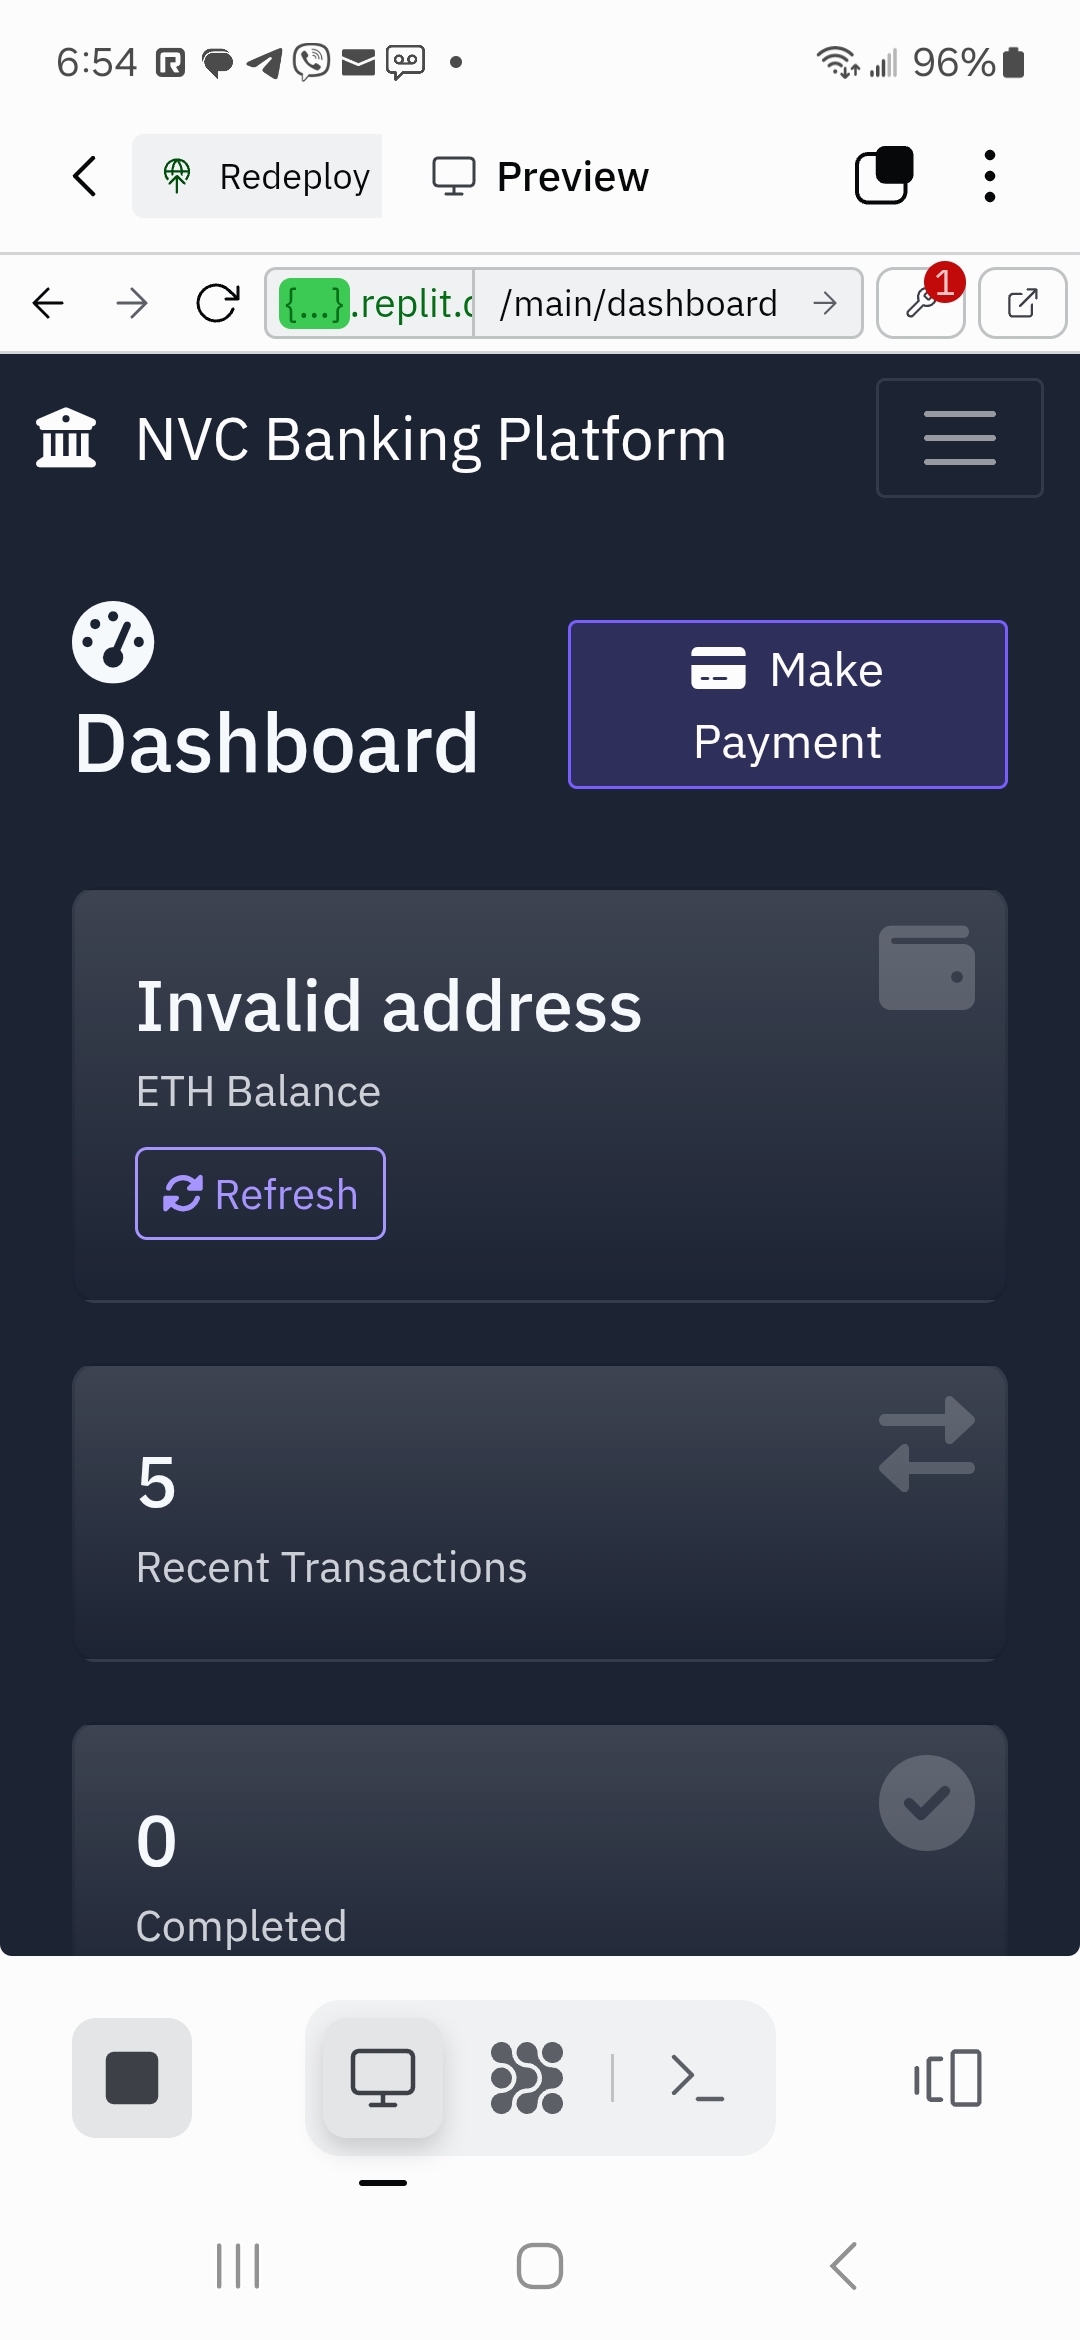 6:54
96%
Redeploy
Preview
{...}.replit.c
/main/dashboard
1
NVC Banking Platform
Dashboard
Make
Payment
Invalid address
ETH Balance
Refresh
5
Recent Transactions
0
Completed